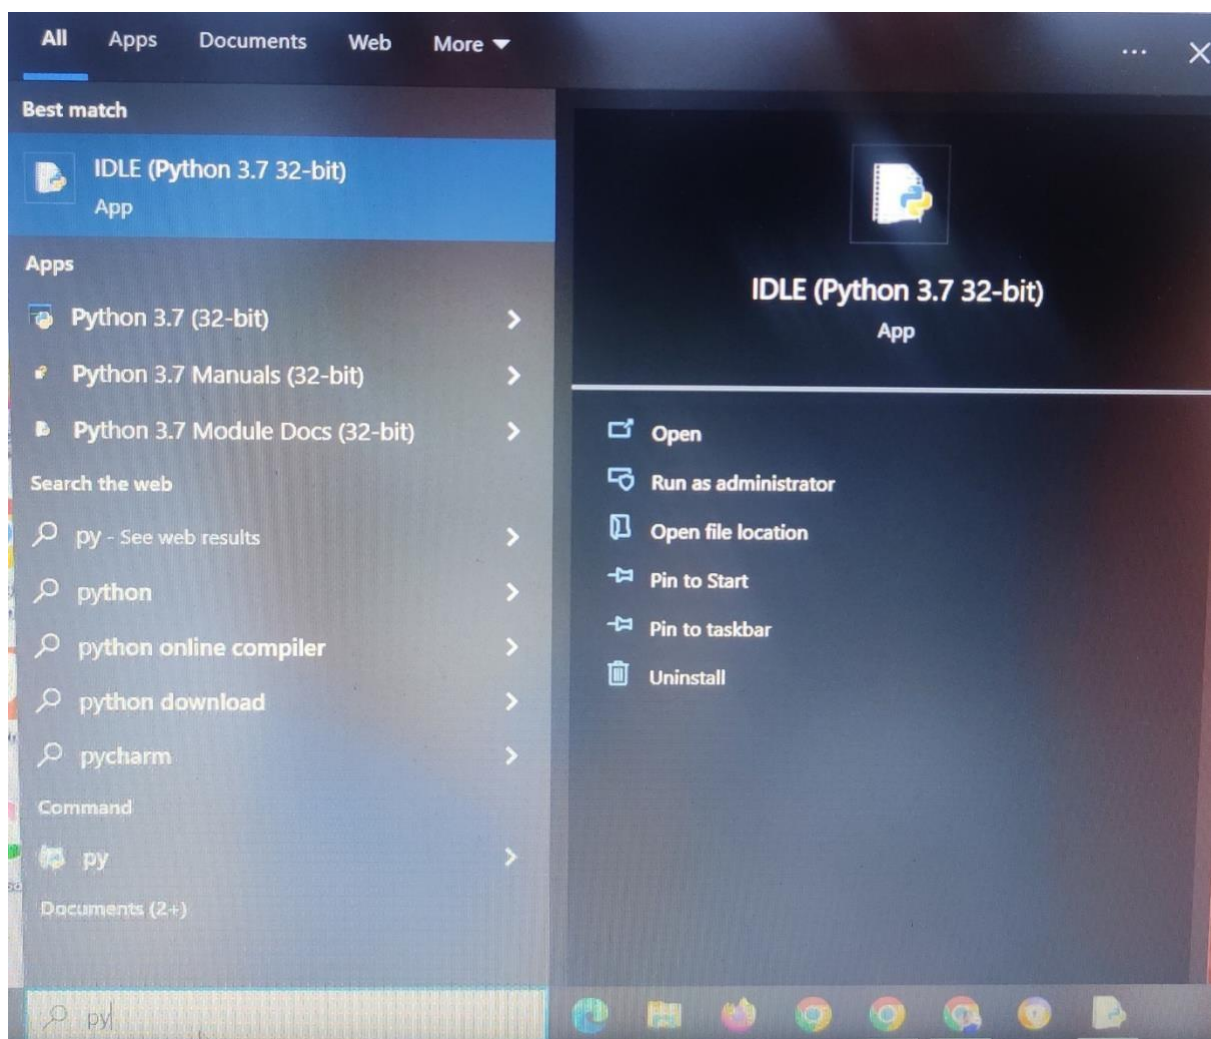 All Apps Documents Web More
Best match
IDLE (Python 3.7 32-bit)
App
Apps
Python 3.7 (32-bit)
Python 3.7 Manuals (32-bit)
Python 3.7 Module Docs (32-bit)
Search the web
py - See web results
python
python online compiler
python download
pycharm
Command
py
Documents (2+)
py
IDLE (Python 3.7 32-bit)
App
Open
Run as administrator
Open file location
Pin to Start
Pin to taskbar
Uninstall